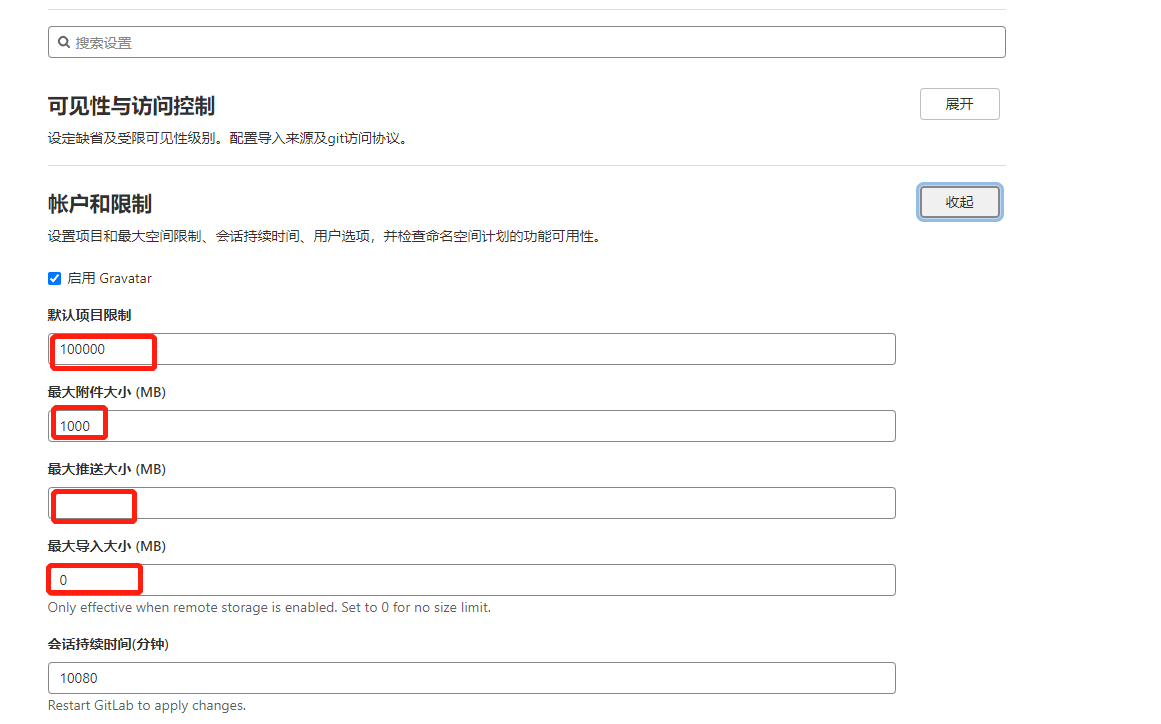 搜索设置
可见性与访问控制
展开
设定缺省及受限可见性级别。配置导入来源及git访问协议。
帐户和限制
收起
设置项目和最大空间限制、会话持续时间、用户选项，并检查命名空间计划的功能可用性。
启用 Gravatar
默认项目限制
100000
最大附件大小 (MB)
1000
最大推送大小 (MB)
最大导入大小 (MB)
0
Only effective when remote storage is enabled. Set to 0 for no size limit.
会话持续时间(分钟)
10080
Restart GitLab to apply changes.